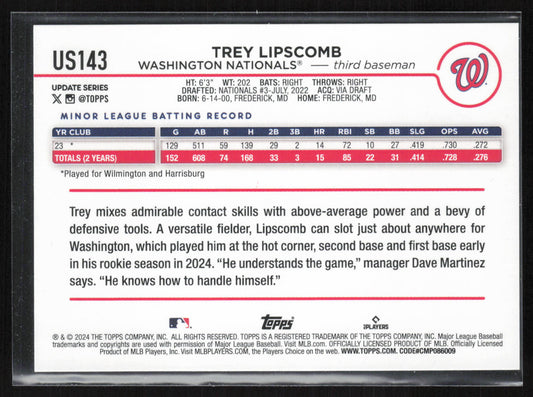 US143
TREY LIPSCOMB
WASHINGTON NATIONALS® — third baseman
W
UPDATE SERIES
@TOPPS
HT: 6'3" WT: 202 BATS: RIGHT THROWS: RIGHT
DRAFTED: NATIONALS #3-JULY, 2022 ACQ: VIA DRAFT
BORN: 6-14-00, FREDERICK, MD HOME: FREDERICK, MD
MINOR LEAGUE BATTING RECORD
YR CLUB G AB R H 2B 3B HR RBI SB BB SLG OPS AVG
23 * 129 511 59 139 29 2 14 72 10 27 .419 .730 .272
TOTALS (2 YEARS) 152 608 74 168 33 3 15 85 22 31 .414 .728 .276
*Played for Wilmington and Harrisburg
Trey mixes admirable contact skills with above-average power and a bevy of
defensive tools. A versatile fielder, Lipscomb can slot just about anywhere for
Washington, which played him at the hot corner, second base and first base early
in his rookie season in 2024. “He understands the game,” manager Dave Martinez
says. “He knows how to handle himself.”
Topps
PLAYERS
® & © 2024 THE TOPPS COMPANY, INC. ALL RIGHTS RESERVED. TOPPS IS A REGISTERED TRADEMARK OF THE TOPPS COMPANY, INC. Major League Baseball
trademarks and copyrights are used with permission of Major League Baseball. Visit MLB.com. OFFICIALLY LICENSED PRODUCT OF MLB PLAYERS, INC. Officially Licensed
Product of MLB Players, Inc. Visit MLBPLAYERS.com, the Players Choice on the web. WWW.TOPPS.COM. CODE#CMP086009